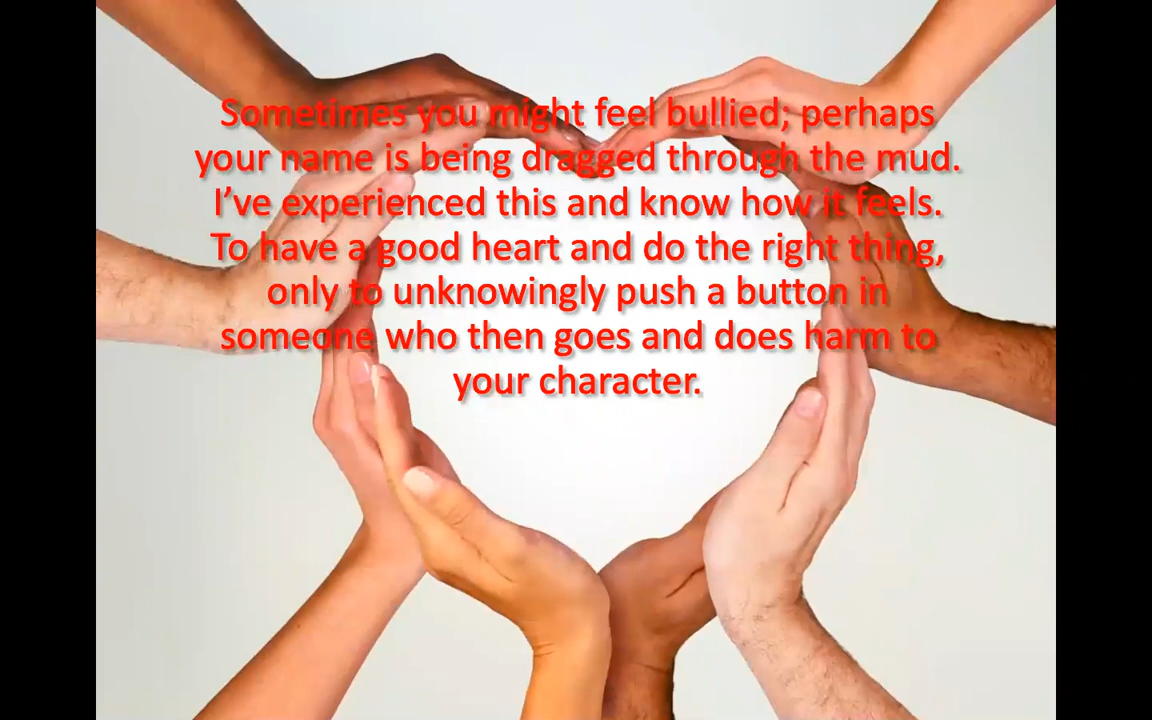 Sometimes you might feel bullied; perhaps
your name is being dragged through the mud.
I’ve experienced this and know how it feels.
To have a good heart and do the right thing,
only to unknowingly push a button in
someone who then goes and does harm to
your character.